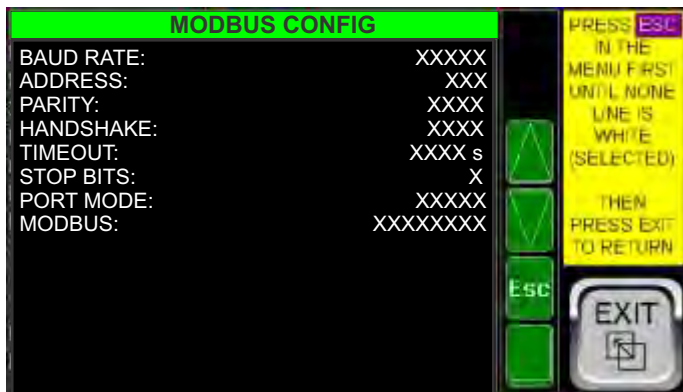 MODBUS CONFIG
BAUD RATE: XXXXX
ADDRESS: XXX
PARITY: XXXX
HANDSHAKE: XXXX
TIMEOUT: XXXX s
STOP BITS: X
PORT MODE: XXXXX
MODBUS: XXXXXXXX
Esc
PRESS ESC
IN THE
MENU FIRST
UNTIL NONE
LINE IS
WHITE
(SELECTED)
THEN
PRESS EXIT
TO RETURN
EXIT